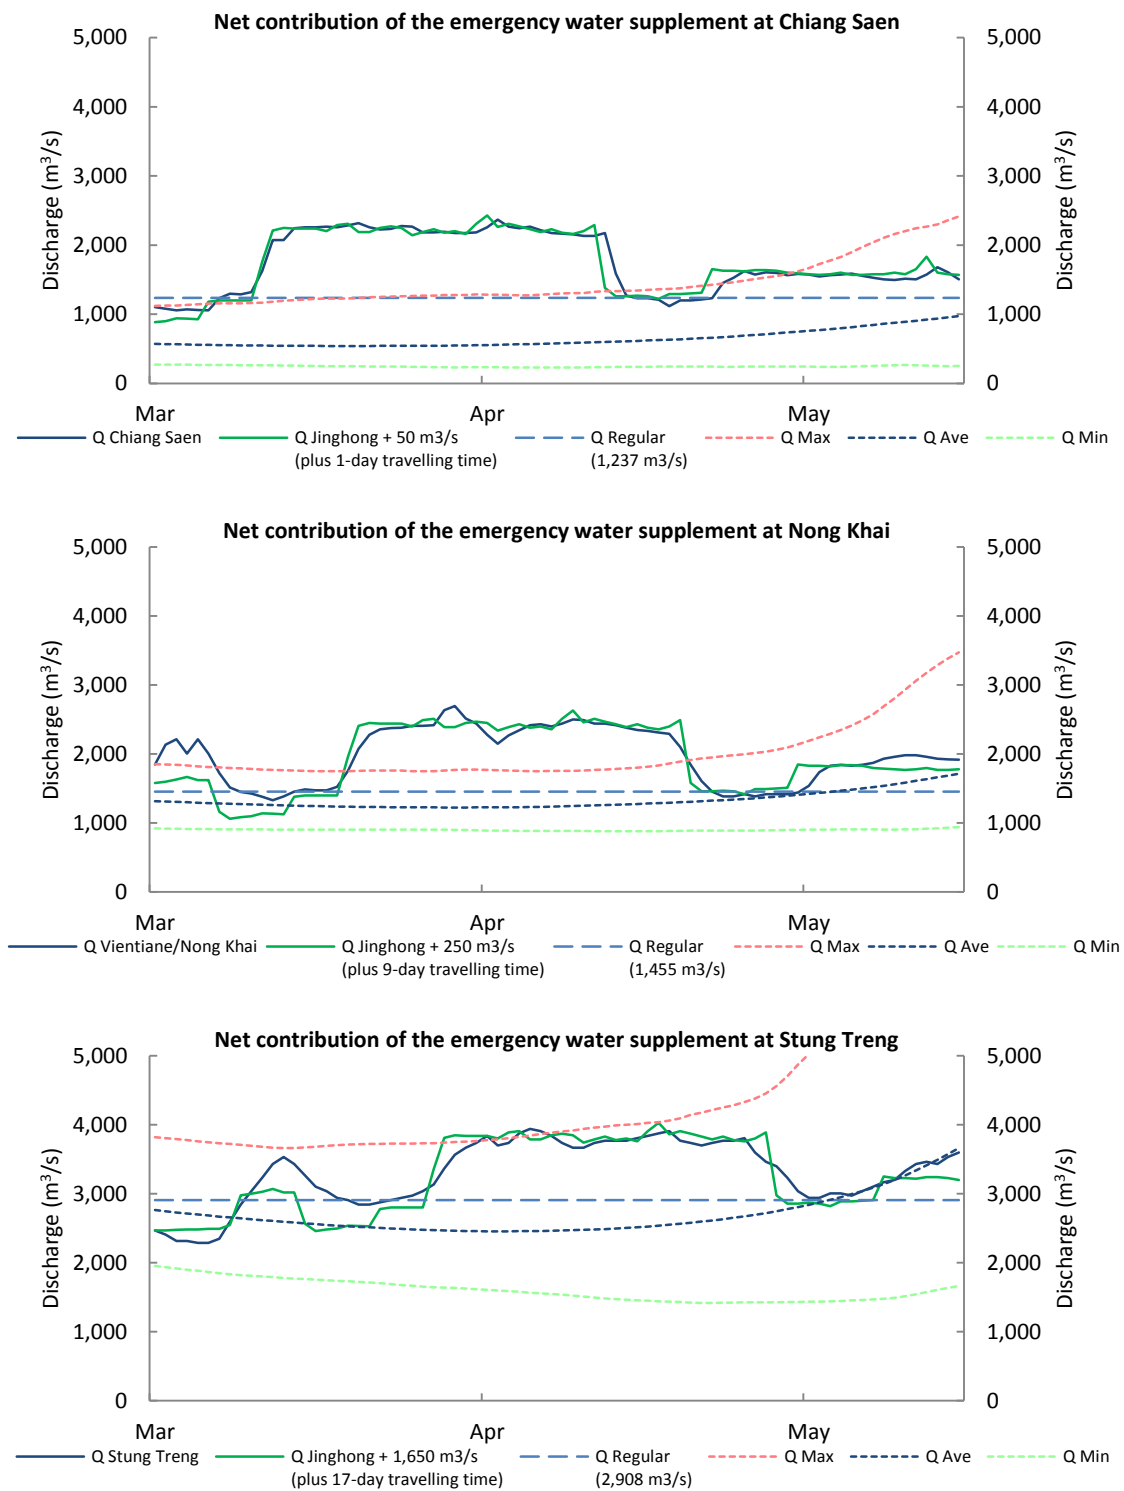 Net contribution of the emergency water supplement at Chiang Saen
5,000 5,000
4,000 4,000
3,000 3,000
2,000 2,000
1,000 1,000
0 0
Discharge (m³/s)
Discharge (m³/s)
Mar Apr May
Q Chiang Saen Q Jinghong + 50 m3/s Q Regular Q Max Q Ave Q Min
(plus 1-day travelling time) (1,237 m3/s)
Net contribution of the emergency water supplement at Nong Khai
5,000 5,000
4,000 4,000
3,000 3,000
2,000 2,000
1,000 1,000
0 0
Discharge (m³/s)
Discharge (m³/s)
Mar Apr May
Q Vientiane/Nong Khai Q Jinghong + 250 m3/s Q Regular Q Max Q Ave Q Min
(plus 9-day travelling time) (1,455 m3/s)
Net contribution of the emergency water supplement at Stung Treng
5,000 5,000
4,000 4,000
3,000 3,000
2,000 2,000
1,000 1,000
0 0
Discharge (m³/s)
Discharge (m³/s)
Mar Apr May
Q Stung Treng Q Jinghong + 1,650 m3/s Q Regular Q Max Q Ave Q Min
(plus 17-day travelling time) (2,908 m3/s)